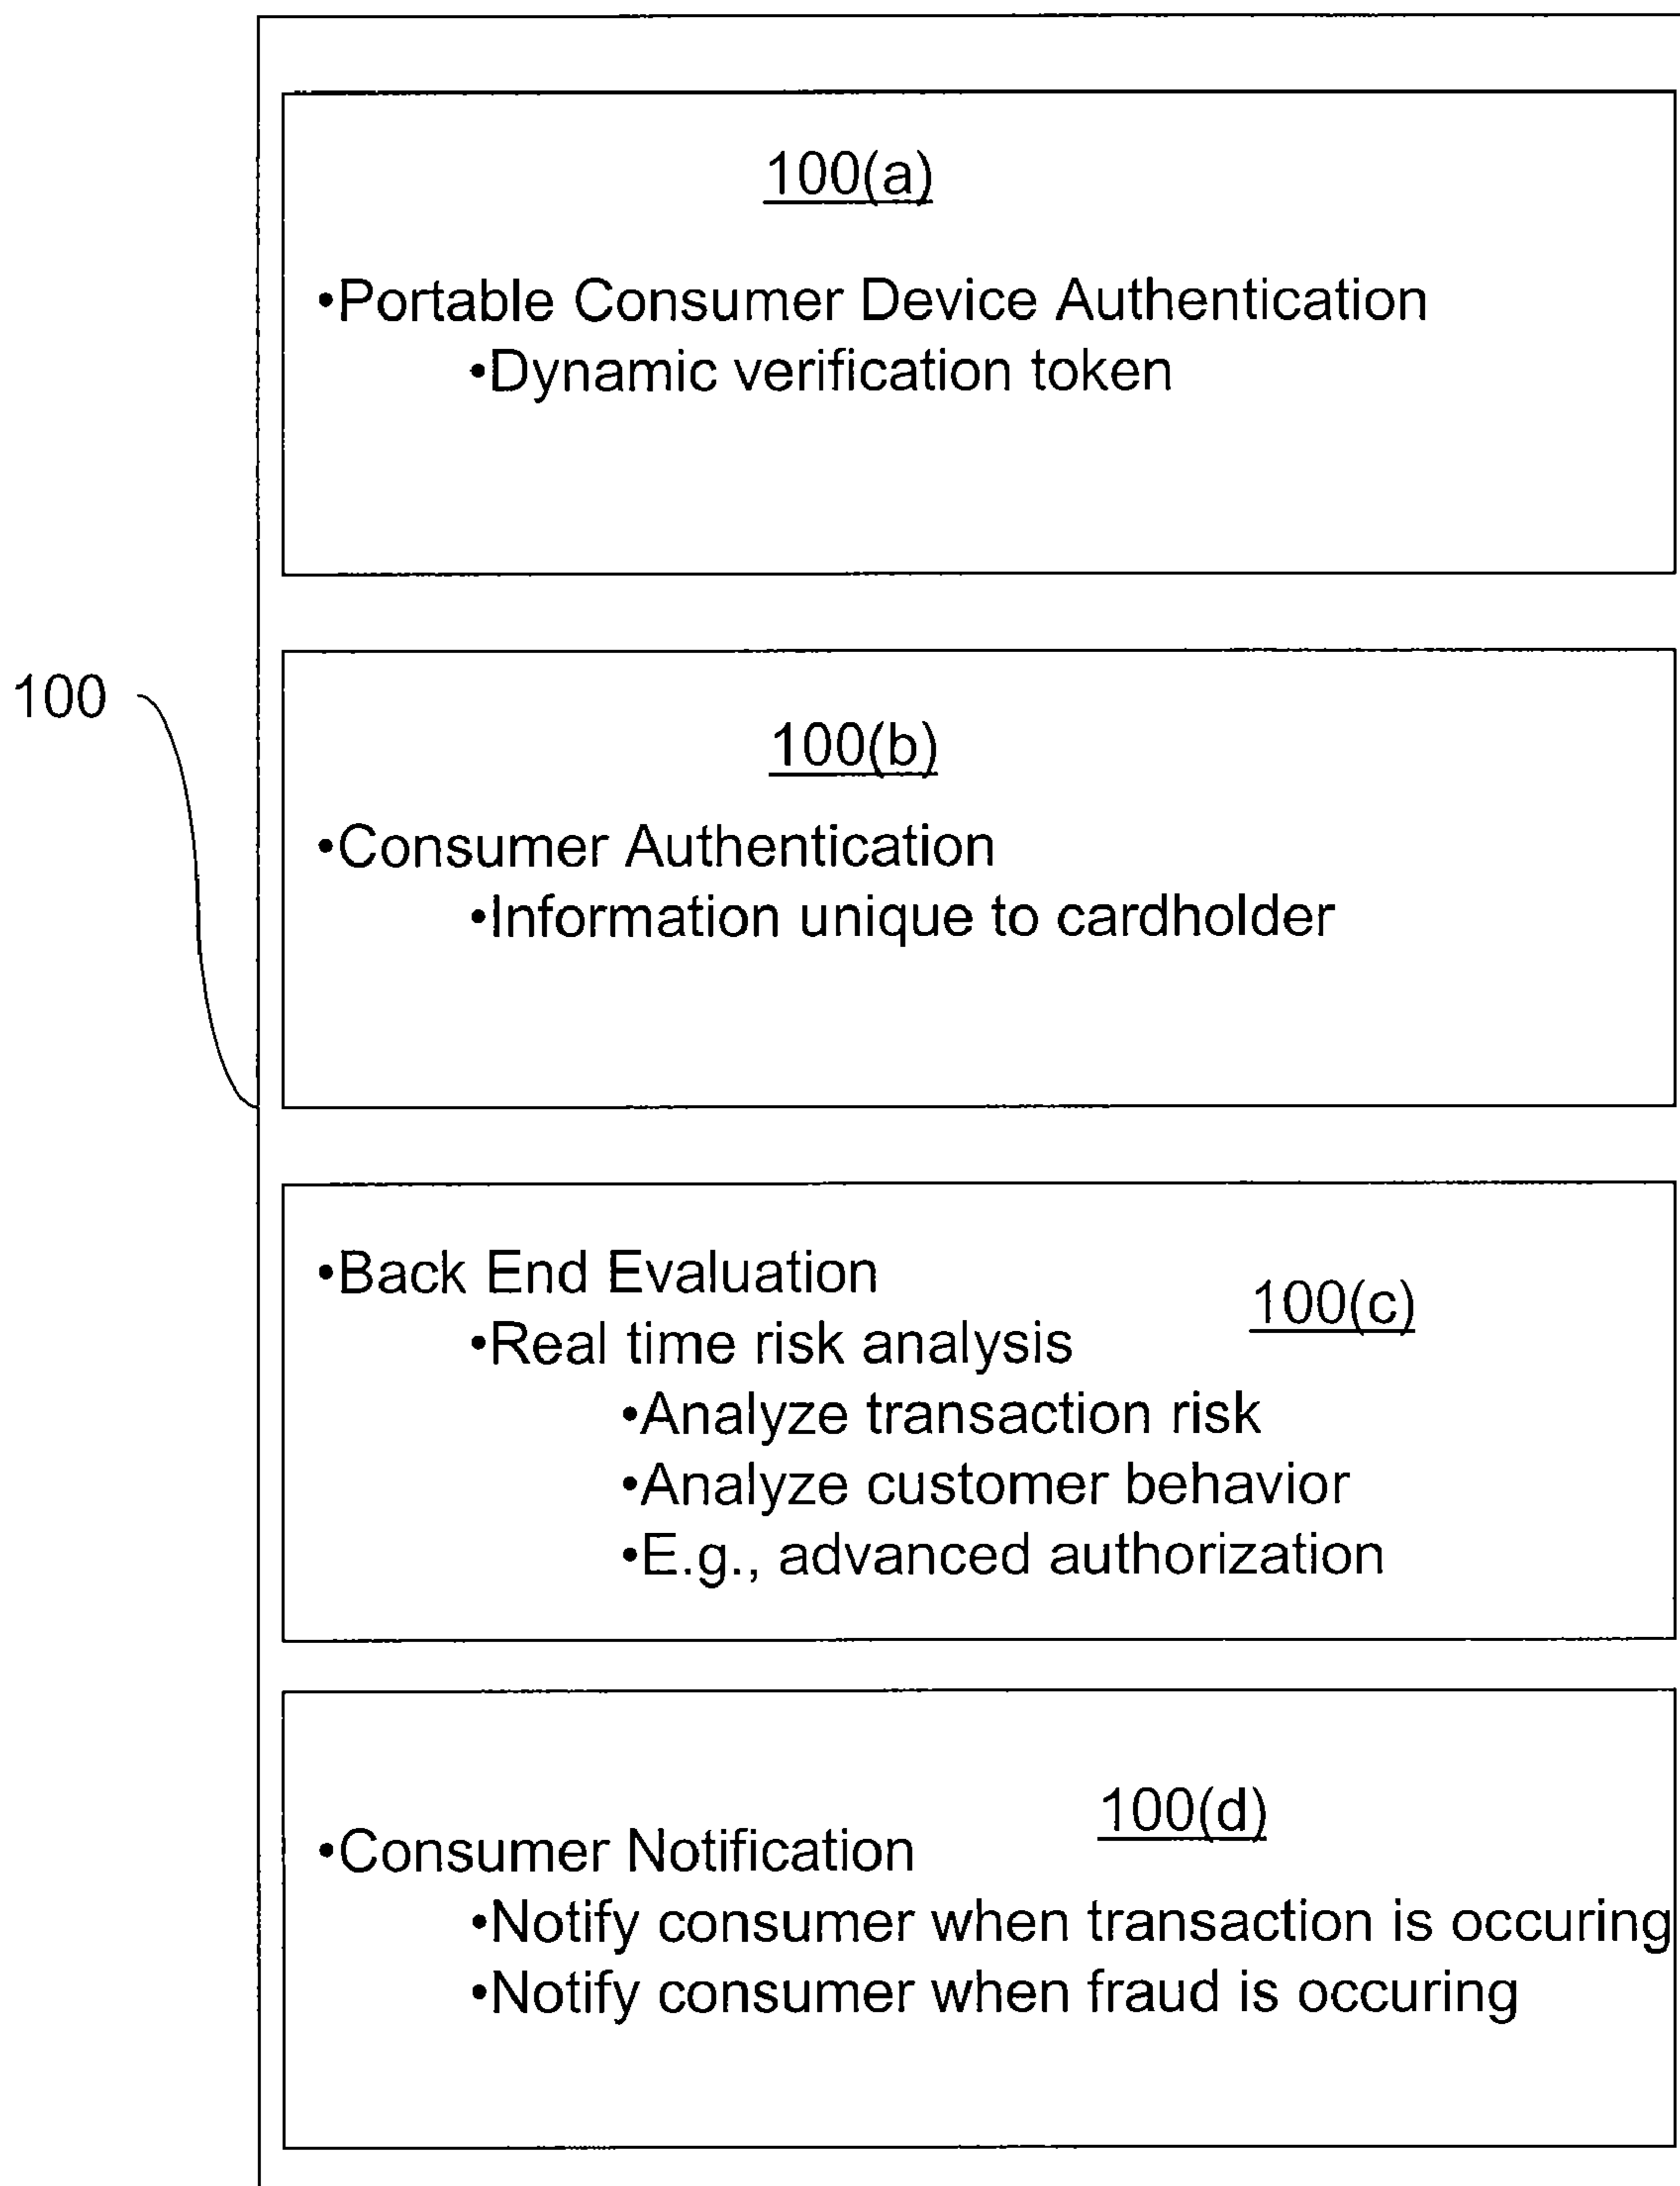 100(a)
•Portable Consumer Device Authentication
•Dynamic verification token
100
100(b)
•Consumer Authentication
•Information unique to cardholder
•Back End Evaluation
100(c)
•Real time risk analysis
•Analyze transaction risk
•Analyze customer behavior
•E.g., advanced authorization
100(d)
•Consumer Notification
•Notify consumer when transaction is occuring
•Notify consumer when fraud is occuring